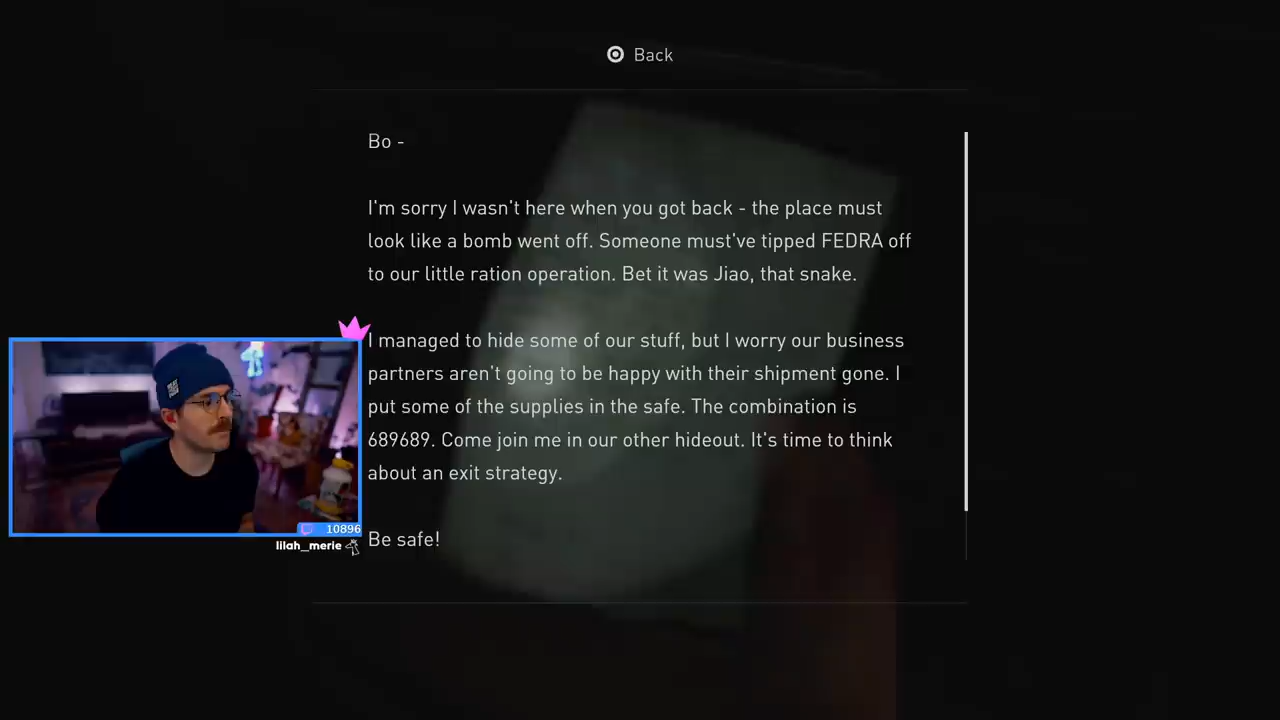 Back
Bo -
I'm sorry I wasn't here when you got back - the place must
look like a bomb went off. Someone must've tipped FEDRA off
to our little ration operation. Bet it was Jiao, that snake.
I managed to hide some of our stuff, but I worry our business
partners aren't going to be happy with their shipment gone. I
put some of the supplies in the safe. The combination is
689689. Come join me in our other hideout. It's time to think
about an exit strategy.
Be safe!
10896
lilah_merie